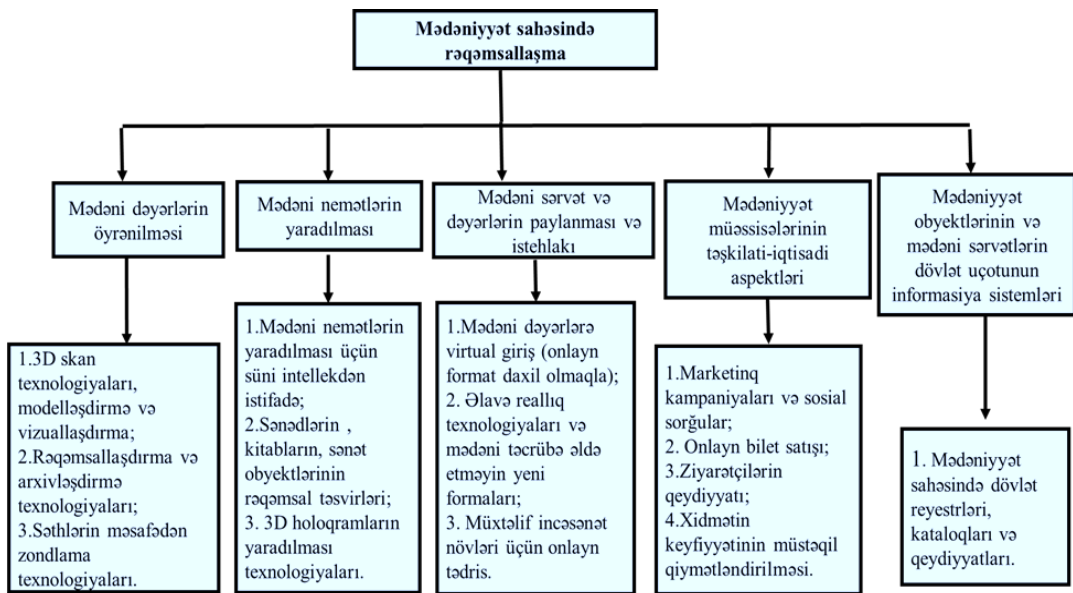 Mədəniyyət sahəsində
rəqəmsallaşma
Mədəni dəyərlərin
öyrənilməsi
Mədəni nemətlərin
yaradılması
Mədəni sərvət və
dəyərlərin paylanması və
istehlakı
Mədəniyyət
müəssisələrinin
təşkilati-iqtisadi
aspektləri
Mədəniyyət
obyektlərinin və
mədəni sərvətlərin
dövlət uçotunun
informasiya sistemləri
1.3D skan
texnologiyaları,
modelləşdirmə və
vizuallaşdırma;
2.Rəqəmsallaşdırma və
arxivləşdirmə
texnologiyaları;
3.Səthlərin məsafədən
zondlama
texnologiyaları.
1.Mədəni nemətlərin
yaradılması üçün
süni intellekdən
istifadə;
2.Sənədlərin ,
kitabların, sənət
obyektlərinin
rəqəmsal təsvirləri;
3. 3D holoqramların
yaradılması
texnologiyaları.
1.Mədəni dəyərlərə
virtual giriş (onlayn
format daxil olmaqla);
2. Əlavə reallıq
texnologiyaları və
mədəni təcrübə əldə
etməyin yeni
formaları;
3. Müxtəlif incəsənət
növləri üçün onlayn
tədris.
1.Marketinq
kampaniyaları və sosial
sorğular;
2. Onlayn bilet satışı;
3.Ziyarətçilərin
qeydiyyatı;
4.Xidmətin
keyfiyyətinin müstəqil
qiymətləndirilməsi.
1. Mədəniyyət
sahəsində dövlət
reyestrləri,
kataloqları və
qeydiyyatları.